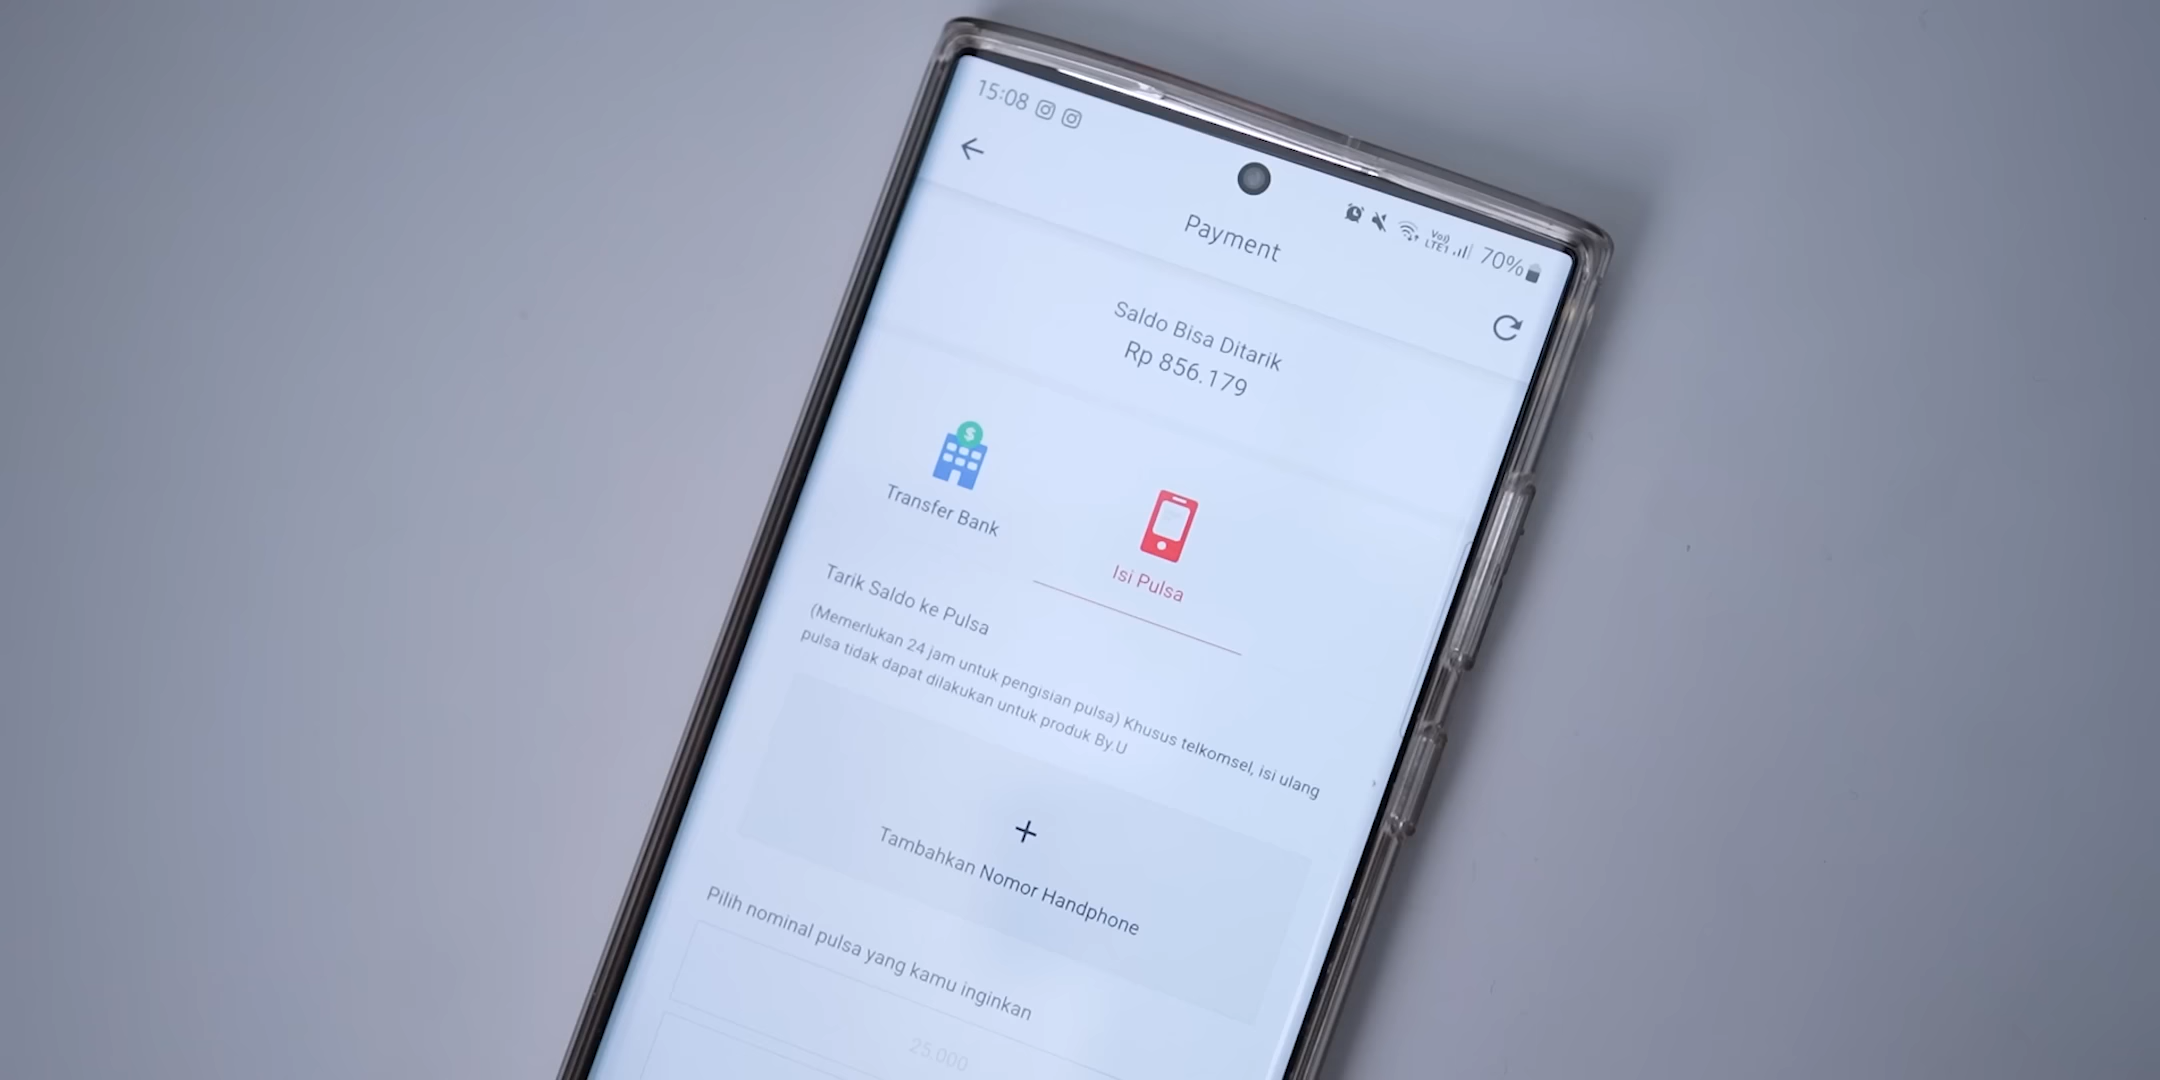 15:08
Vo))
LTE1
70%
Payment
Saldo Bisa Ditarik
Rp 856.179
$
Transfer Bank
Isi Pulsa
Tarik Saldo ke Pulsa
(Memerlukan 24 jam untuk pengisian pulsa) Khusus telkomsel, isi ulang
pulsa tidak dapat dilakukan untuk produk By.U
+
Tambahkan Nomor Handphone
Pilih nominal pulsa yang kamu inginkan
25.000